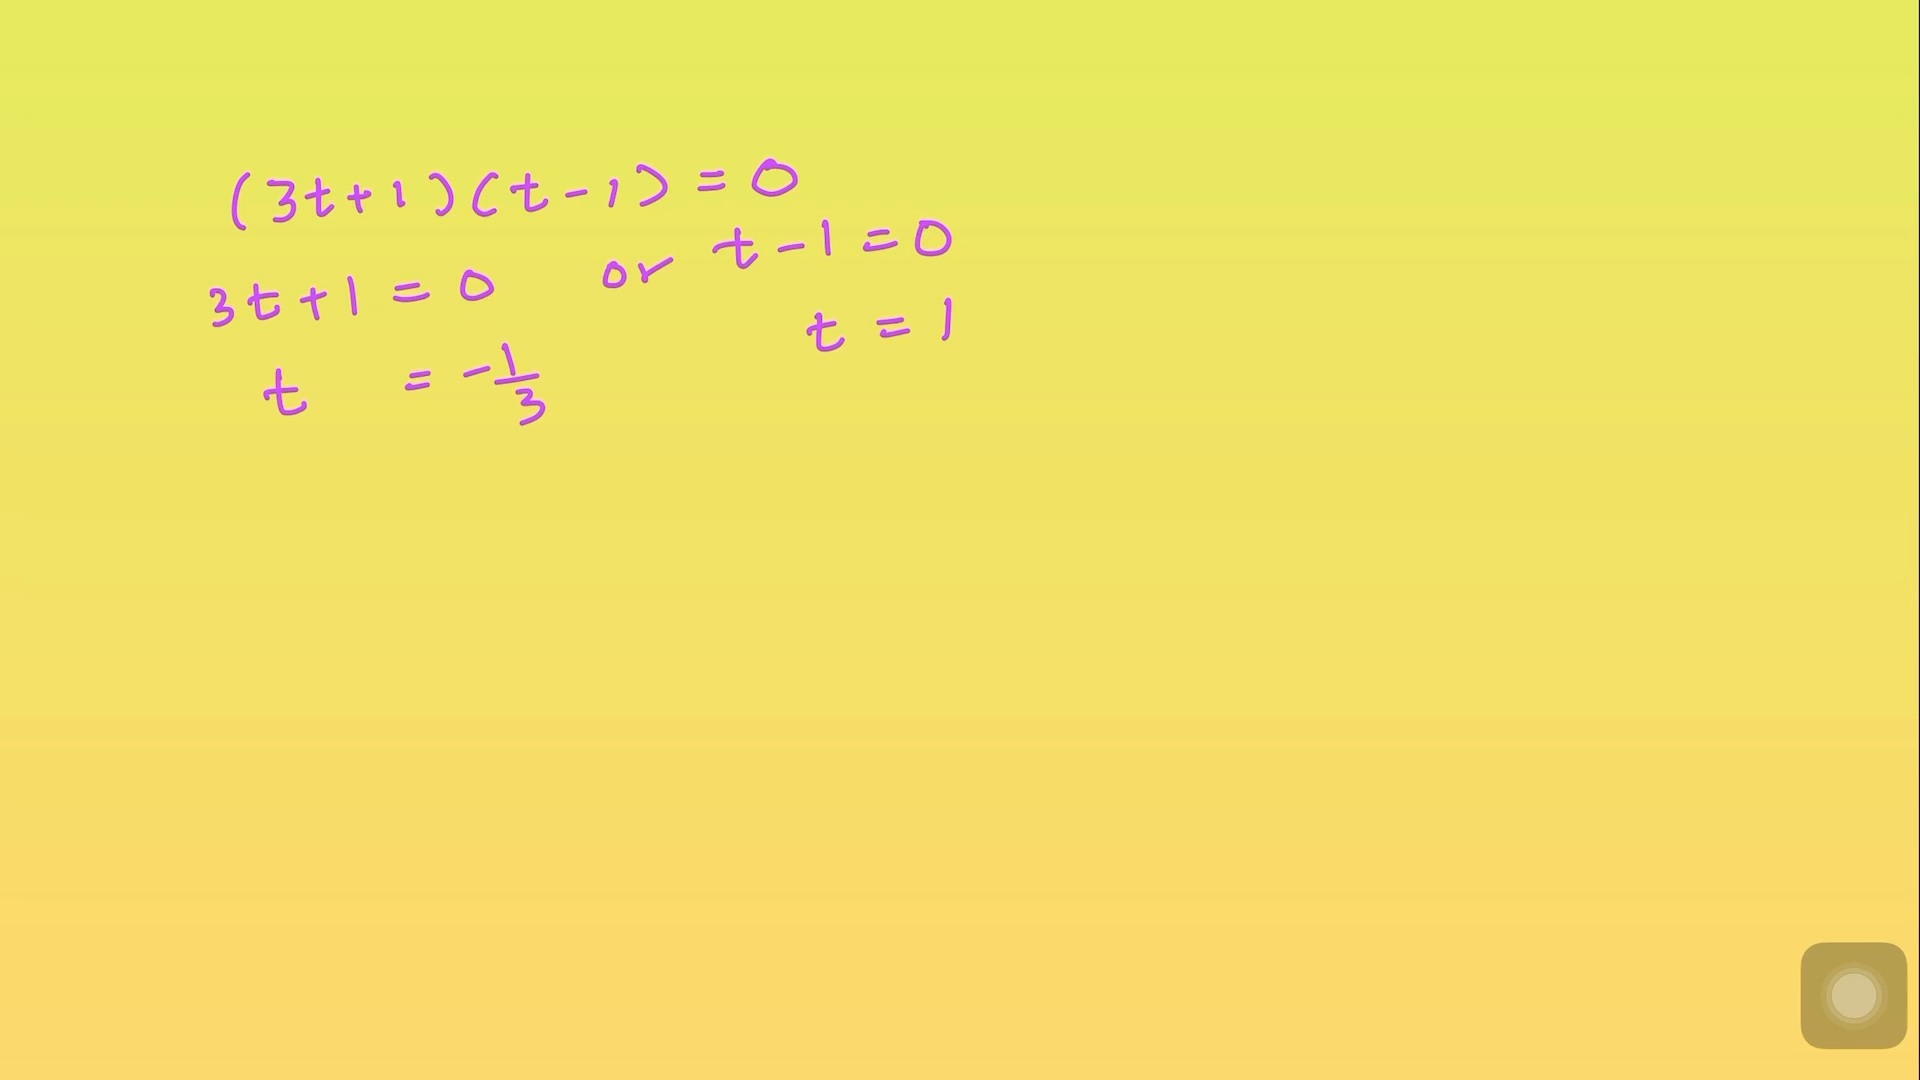 (3t+1)(t-1) = 0
3t+1 = 0 or t-1=0
t = -1/3 t = 1